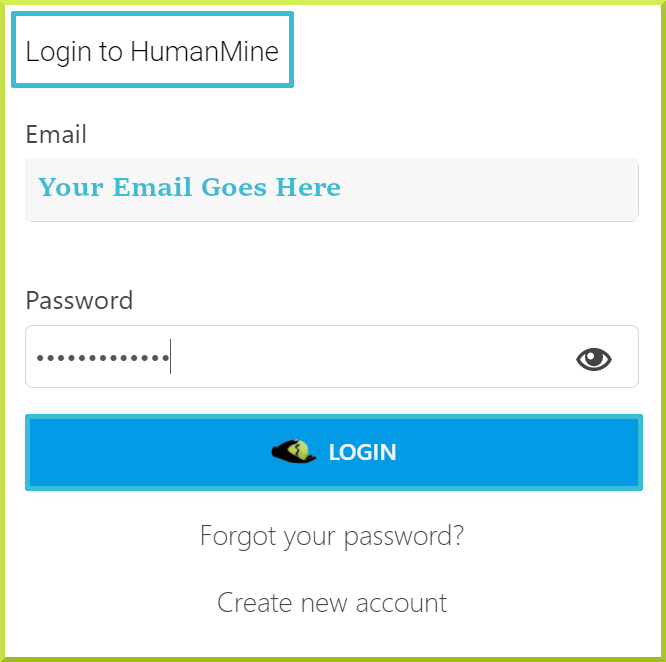 Login to HumanMine
Email
Your Email Goes Here
Password
•••••••••••••
LOGIN
Forgot your password?
Create new account